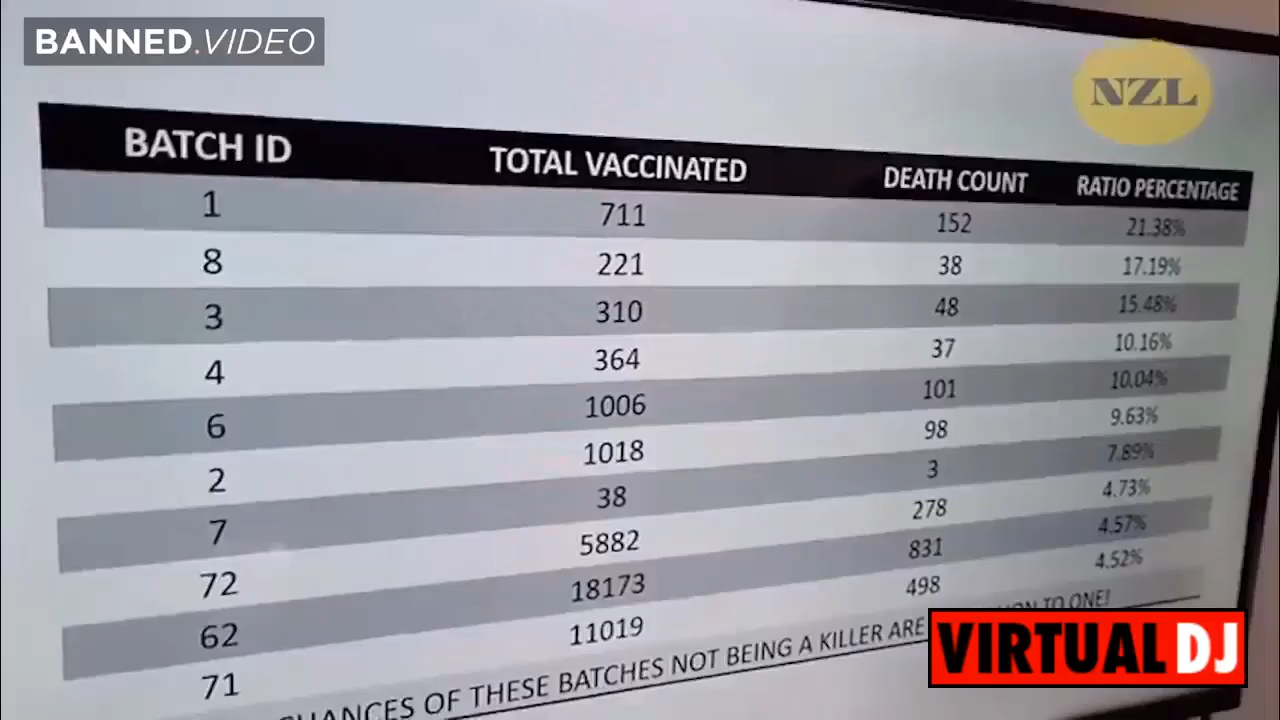 BANNED.VIDEO
NZL
BATCH ID TOTAL VACCINATED DEATH COUNT RATIO PERCENTAGE
1 711 152 21.38%
8 221 38 17.19%
3 310 48 15.48%
4 364 37 10.16%
6 1006 101 10.04%
2 1018 98 9.63%
7 38 3 7.89%
72 5882 278 4.73%
62 18173 831 4.57%
71 11019 498 4.52%
CHANCES OF THESE BATCHES NOT BEING A KILLER ARE TO ONE!
VIRTUAL DJ